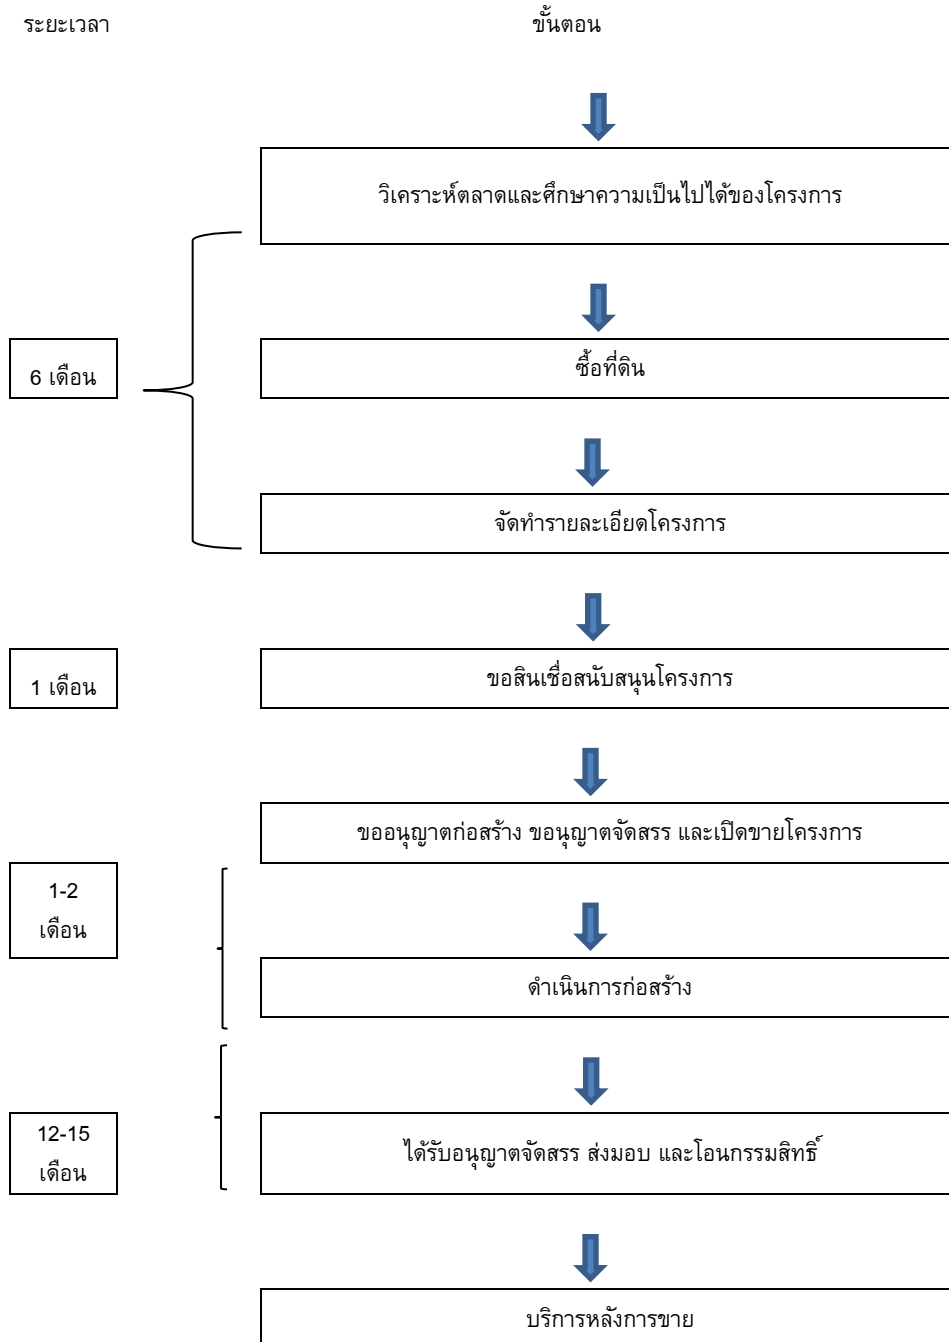 ระยะเวลา
ขั้นตอน
วิเคราะห์ตลาดและศึกษาความเป็นไปได้ของโครงการ
6 เดือน
ซื้อที่ดิน
จัดทำรายละเอียดโครงการ
1 เดือน
ขอสินเชื่อสนับสนุนโครงการ
ขออนุญาตก่อสร้าง ขอนุญาตจัดสรร และเปิดขายโครงการ
1-2
เดือน
ดำเนินการก่อสร้าง
12-15
เดือน
ได้รับอนุญาตจัดสรร ส่งมอบ และโอนกรรมสิทธิ์
บริการหลังการขาย